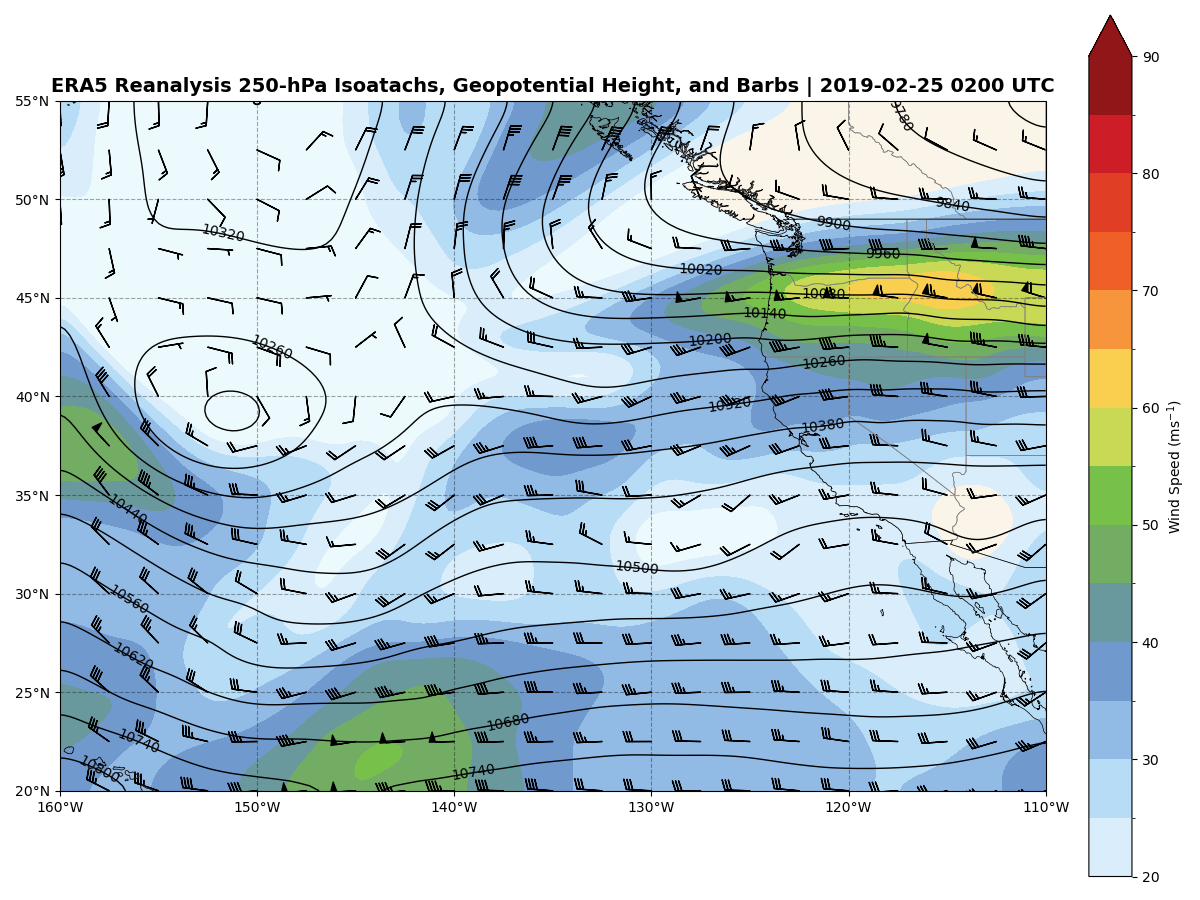 ERA5 Reanalysis 250-hPa Isoatachs, Geopotential Height, and Barbs | 2019-02-25 0200 UTC
90
80
70
60
50
40
30
20
Wind Speed (ms⁻¹)
55°N
50°N
45°N
40°N
35°N
30°N
25°N
20°N
160°W
150°W
140°W
130°W
120°W
110°W
9780
9840
9900
9960
10020
10080
10140
10200
10260
10320
10380
10320
10260
10440
10500
10560
10620
10680
10740
10740
10800